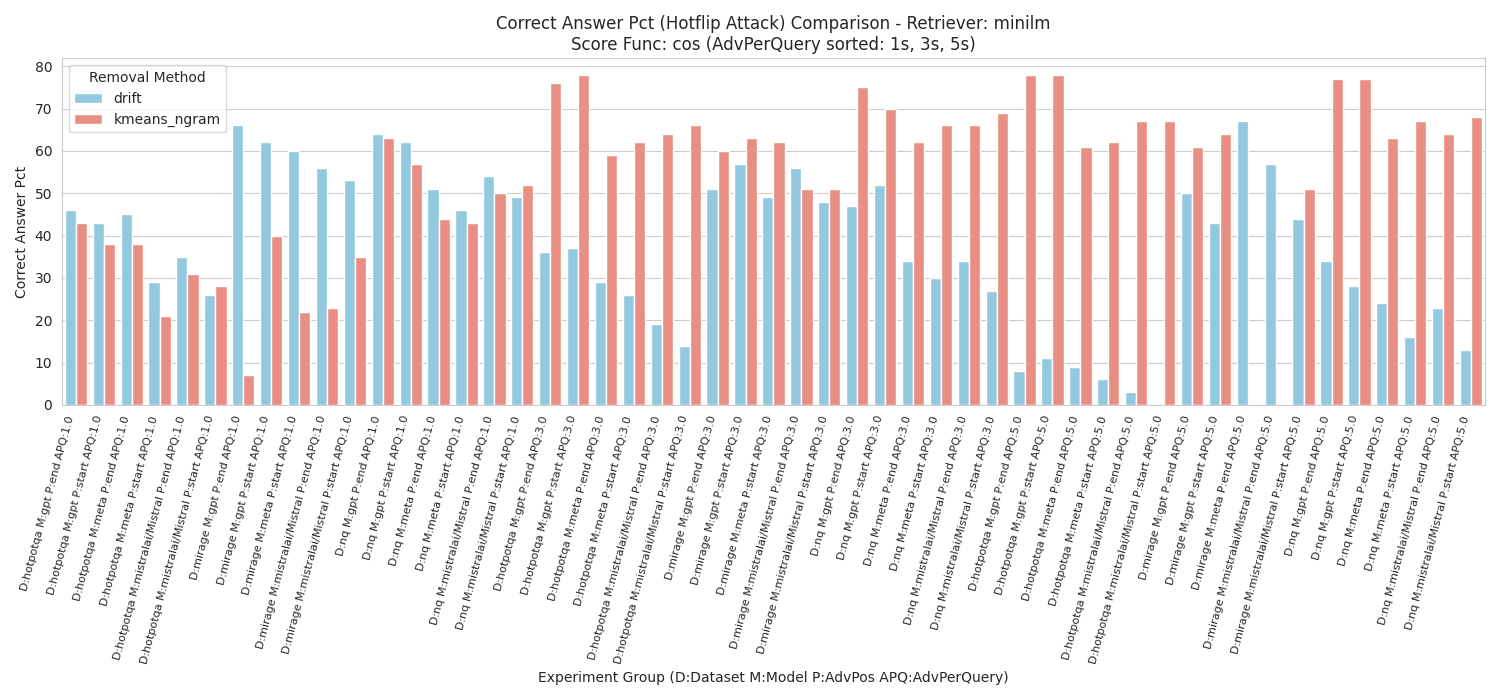 Correct Answer Pct (Hotflip Attack) Comparison - Retriever: minilm
Score Func: cos (AdvPerQuery sorted: 1s, 3s, 5s)
Removal Method
drift
kmeans_ngram
Correct Answer Pct
80
70
60
50
40
30
20
10
0
D:hotpotqa M:gpt P:end APQ:1.0
D:hotpotqa M:gpt P:start APQ:1.0
D:hotpotqa M:meta P:end APQ:1.0
D:hotpotqa M:meta P:start APQ:1.0
D:hotpotqa M:mistralai/Mistral P:end APQ:1.0
D:hotpotqa M:mistralai/Mistral P:start APQ:1.0
D:mirage M:gpt P:end APQ:1.0
D:mirage M:gpt P:start APQ:1.0
D:mirage M:meta P:start APQ:1.0
D:mirage M:mistralai/Mistral P:end APQ:1.0
D:mirage M:mistralai/Mistral P:start APQ:1.0
D:nq M:gpt P:end APQ:1.0
D:nq M:gpt P:start APQ:1.0
D:nq M:meta P:end APQ:1.0
D:nq M:meta P:start APQ:1.0
D:nq M:mistralai/Mistral P:end APQ:1.0
D:nq M:mistralai/Mistral P:start APQ:1.0
D:hotpotqa M:gpt P:end APQ:3.0
D:hotpotqa M:gpt P:start APQ:3.0
D:hotpotqa M:meta P:end APQ:3.0
D:hotpotqa M:meta P:start APQ:3.0
D:hotpotqa M:mistralai/Mistral P:end APQ:3.0
D:hotpotqa M:mistralai/Mistral P:start APQ:3.0
D:mirage M:gpt P:end APQ:3.0
D:mirage M:gpt P:start APQ:3.0
D:mirage M:meta P:start APQ:3.0
D:mirage M:mistralai/Mistral P:end APQ:3.0
D:mirage M:mistralai/Mistral P:start APQ:3.0
D:nq M:gpt P:end APQ:3.0
D:nq M:gpt P:start APQ:3.0
D:nq M:meta P:end APQ:3.0
D:nq M:meta P:start APQ:3.0
D:nq M:mistralai/Mistral P:end APQ:3.0
D:nq M:mistralai/Mistral P:start APQ:3.0
D:hotpotqa M:gpt P:end APQ:5.0
D:hotpotqa M:gpt P:start APQ:5.0
D:hotpotqa M:meta P:end APQ:5.0
D:hotpotqa M:meta P:start APQ:5.0
D:hotpotqa M:mistralai/Mistral P:end APQ:5.0
D:hotpotqa M:mistralai/Mistral P:start APQ:5.0
D:mirage M:gpt P:end APQ:5.0
D:mirage M:gpt P:start APQ:5.0
D:mirage M:meta P:end APQ:5.0
D:mirage M:mistralai/Mistral P:end APQ:5.0
D:mirage M:mistralai/Mistral P:start APQ:5.0
D:nq M:gpt P:end APQ:5.0
D:nq M:gpt P:start APQ:5.0
D:nq M:meta P:end APQ:5.0
D:nq M:meta P:start APQ:5.0
D:nq M:mistralai/Mistral P:end APQ:5.0
D:nq M:mistralai/Mistral P:start APQ:5.0
Experiment Group (D:Dataset M:Model P:AdvPos APQ:AdvPerQuery)